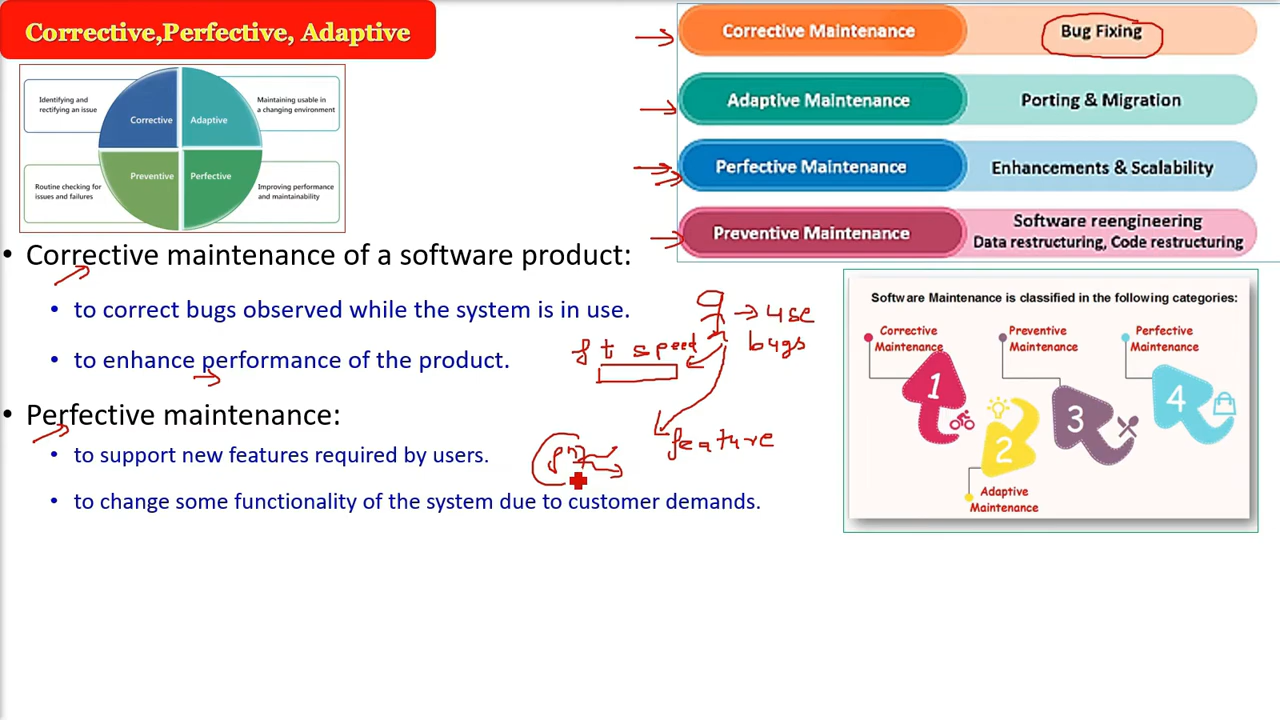 Corrective,Perfective, Adaptive
Identifying and
rectifying an issue
Corrective
Adaptive
Maintaining usable in
a changing environment
Routine checking for
issues and failures
Preventive
Perfective
Improving performance
and maintainability
Corrective Maintenance
Bug Fixing
Adaptive Maintenance
Porting & Migration
Perfective Maintenance
Enhancements & Scalability
Preventive Maintenance
Software reengineering
Data restructuring, Code restructuring
• Corrective maintenance of a software product:
• to correct bugs observed while the system is in use.
• to enhance performance of the product.
• Perfective maintenance:
• to support new features required by users.
• to change some functionality of the system due to customer demands.
use
bugs
speed
feature
Software Maintenance is classified in the following categories:
Corrective
Maintenance
Preventive
Maintenance
Perfective
Maintenance
1
2
3
4
Adaptive
Maintenance